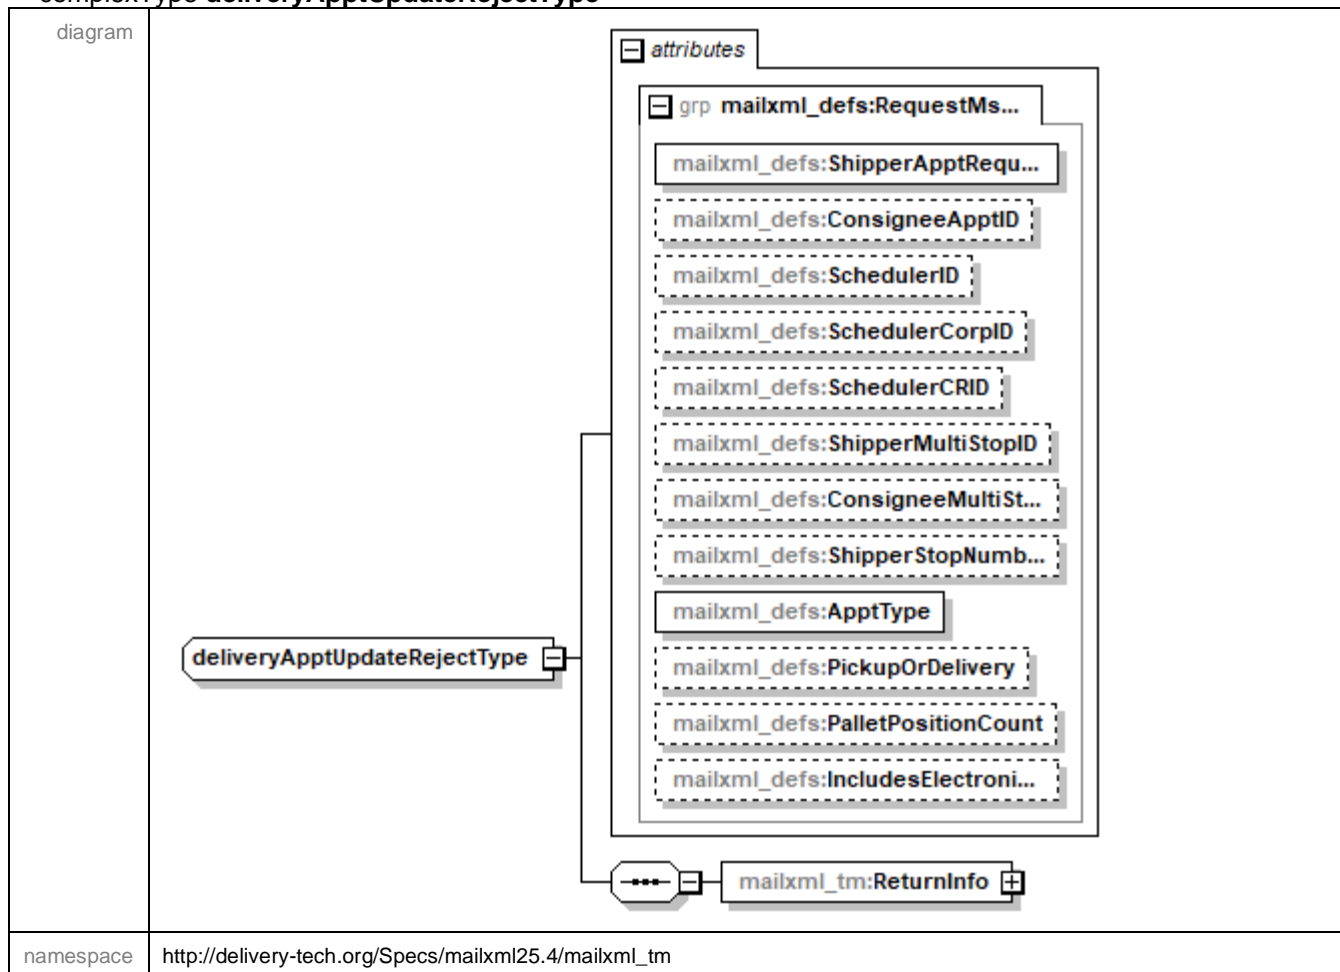 complexType deliveryApptUpdateRejectType
diagram
attributes
grp mailxml_defs:RequestMs...
mailxml_defs:ShipperApptRequ...
mailxml_defs:ConsigneeApptID
mailxml_defs:SchedulerID
mailxml_defs:SchedulerCorpID
mailxml_defs:SchedulerCRID
mailxml_defs:ShipperMultiStopID
mailxml_defs:ConsigneeMultiSt...
mailxml_defs:ShipperStopNumb...
mailxml_defs:ApptType
deliveryApptUpdateRejectType
mailxml_defs:PickupOrDelivery
mailxml_defs:PalletPositionCount
mailxml_defs:IncludesElectroni...
mailxml_tm:ReturnInfo
namespace http://delivery-tech.org/Specs/mailxml25.4/mailxml_tm